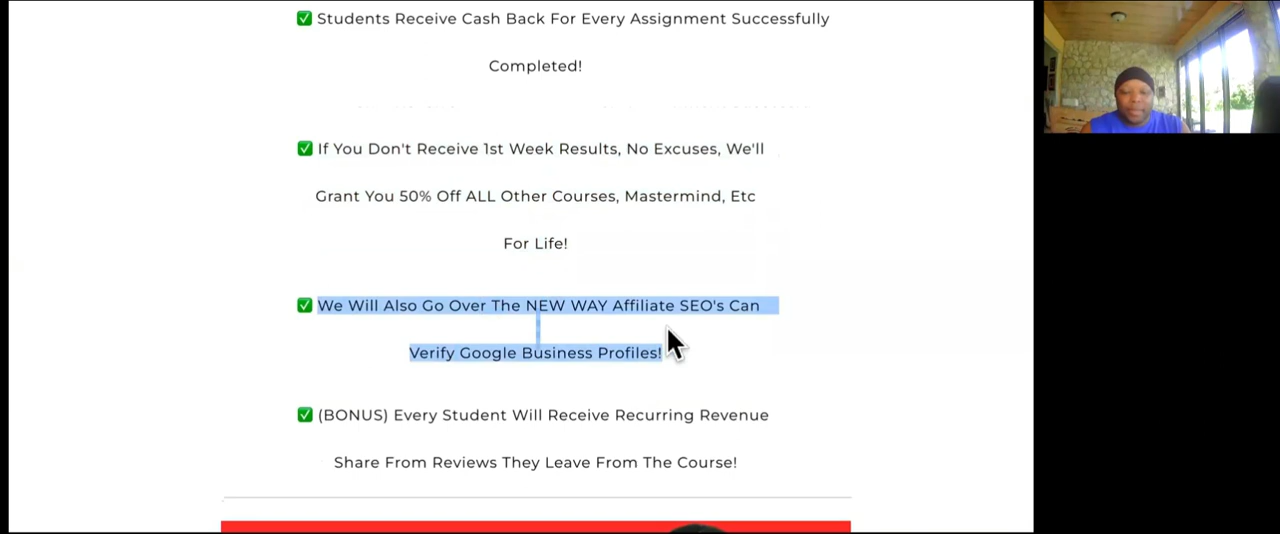 ✅ Students Receive Cash Back For Every Assignment Successfully
Completed!
✅ If You Don't Receive 1st Week Results, No Excuses, We'll
Grant You 50% Off ALL Other Courses, Mastermind, Etc
For Life!
✅ We Will Also Go Over The NEW WAY Affiliate SEO's Can
Verify Google Business Profiles!
✅ (BONUS) Every Student Will Receive Recurring Revenue
Share From Reviews They Leave From The Course!